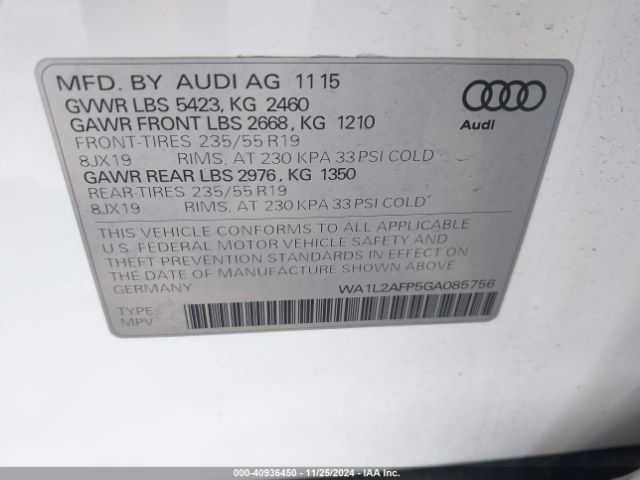 MFD. BY AUDI AG 11 15
GVWR LBS 5423, KG 2460
GAWR FRONT LBS 2668, KG 1210
FRONT-TIRES 235/55 R19
8JX19 RIMS, AT 230 KPA 33 PSI COLD
GAWR REAR LBS 2976, KG 1350
REAR-TIRES 235/55 R19
8JX19 RIMS, AT 230 KPA 33 PSI COLD
Audi
THIS VEHICLE CONFORMS TO ALL APPLICABLE
U.S. FEDERAL MOTOR VEHICLE SAFETY AND
THEFT PREVENTION STANDARDS IN EFFECT ON
THE DATE OF MANUFACTURE SHOWN ABOVE.
GERMANY WA1L2AFP5GA085756
TYPE:
MPV
000-40936450 - 11/25/2024 - IAA Inc.